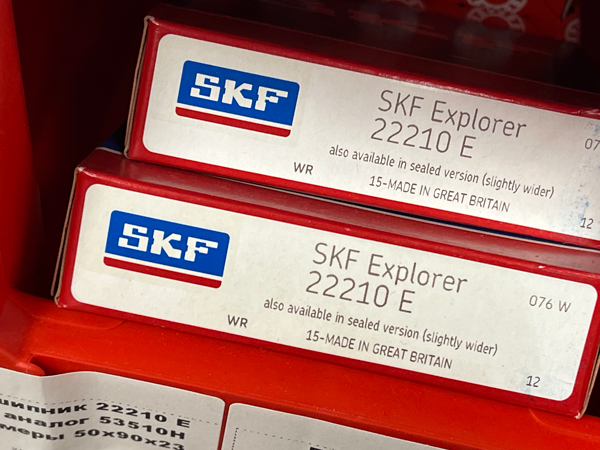 SKF
SKF Explorer
22210 E
07
also available in sealed version (slightly wider)
WR
15-MADE IN GREAT BRITAIN
12
SKF
SKF Explorer
22210 E
076 W
also available in sealed version (slightly wider)
WR
15-MADE IN GREAT BRITAIN
12
шипник 22210 E
аналог 53510Н
меры 50x90x23